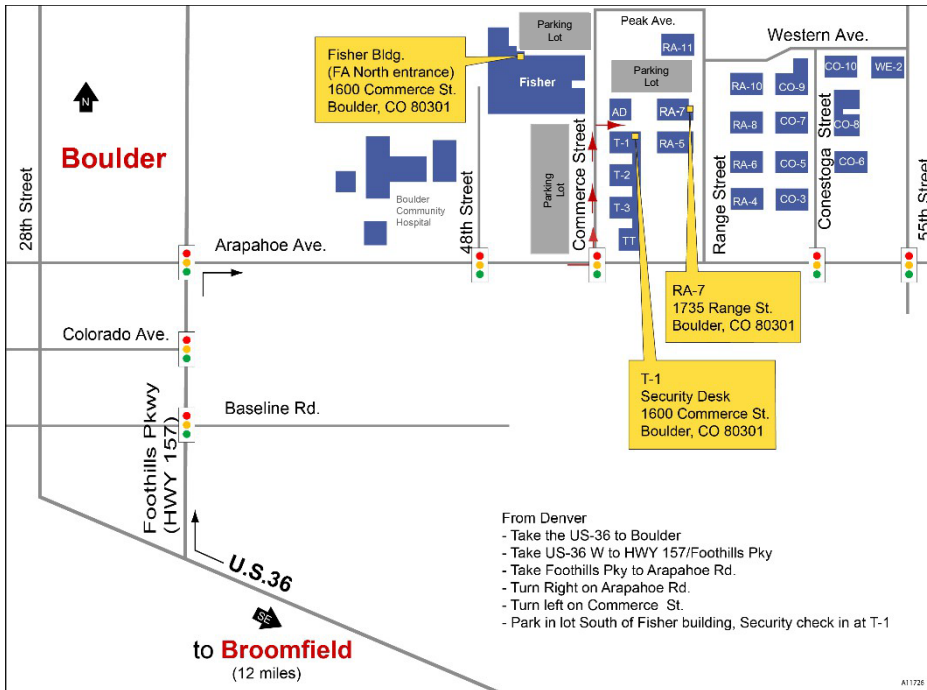 Peak Ave.
Parking
Lot
Western Ave.
Fisher Bldg.
(FA North entrance)
1600 Commerce St.
Boulder, CO 80301
RA-11
Fisher
Parking
Lot
CO-10
WE-2
RA-10
CO-9
N
AD
RA-7
RA-8
CO-7
CO-8
Boulder
T-1
RA-5
Parking
Lot
RA-6
CO-5
CO-6
T-2
RA-4
CO-3
T-3
TT
Boulder
Community
Hospital
28th Street
48th Street
Commerce Street
Range Street
Conestoga Street
55th Street
Arapahoe Ave.
RA-7
1735 Range St.
Boulder, CO 80301
Colorado Ave.
T-1
Security Desk
1600 Commerce St.
Boulder, CO 80301
Baseline Rd.
Foothills Pkwy
(HWY 157)
U.S.36
SE
to Broomfield
(12 miles)
From Denver
- Take the US-36 to Boulder
- Take US-36 W to HWY 157/Foothills Pky
- Take Foothills Pky to Arapahoe Rd.
- Turn Right on Arapahoe Rd.
- Turn left on Commerce St.
- Park in lot South of Fisher building, Security check in at T-1
A11726